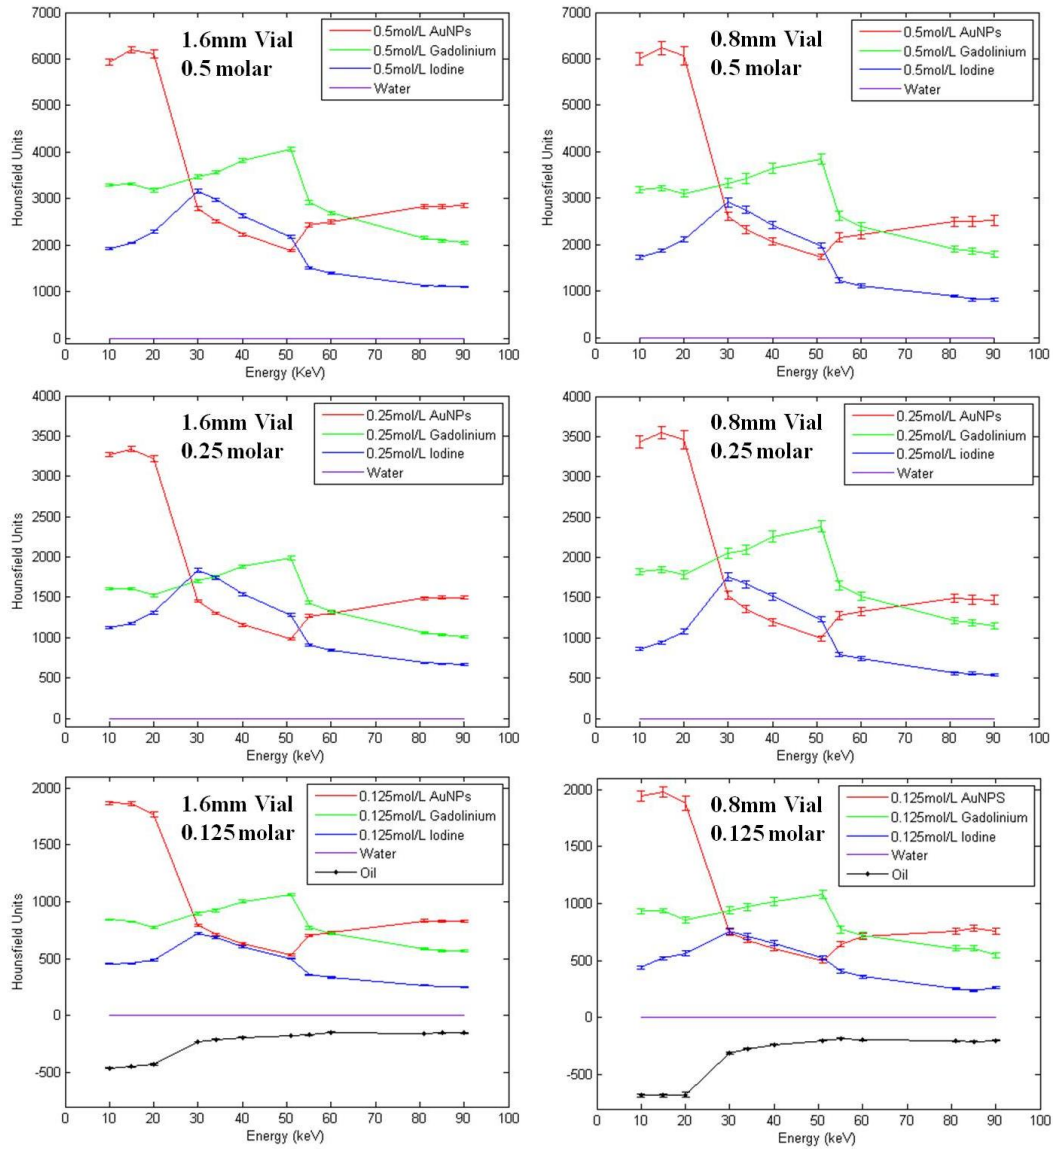 7000
6000
5000
4000
3000
2000
1000
0
Hounsfield Units
1.6mm Vial
0.5 molar
0.5mol/L AuNPs
0.5mol/L Gadolinium
0.5mol/L Iodine
Water
0 10 20 30 40 50 60 70 80 90 100
Energy (KeV)
7000
6000
5000
4000
3000
2000
1000
0
Hounsfield Units
0.8mm Vial
0.5 molar
0.5mol/L AuNPs
0.5mol/L Gadolinium
0.5mol/L Iodine
Water
0 10 20 30 40 50 60 70 80 90 100
Energy (keV)
4000
3500
3000
2500
2000
1500
1000
500
0
Hounsfield Units
1.6mm Vial
0.25 molar
0.25mol/L AuNPs
0.25mol/L Gadolinium
0.25mol/L Iodine
Water
0 10 20 30 40 50 60 70 80 90 100
Energy (keV)
4000
3500
3000
2500
2000
1500
1000
500
0
Hounsfield Units
0.8mm Vial
0.25 molar
0.25mol/L AuNPs
0.25mol/L Gadolinium
0.25mol/L iodine
Water
0 10 20 30 40 50 60 70 80 90 100
Energy (keV)
2000
1500
1000
500
0
-500
Hounsfield Units
1.6mm Vial
0.125 molar
0.125mol/L AuNPs
0.125mol/L Gadolinium
0.125mol/L Iodine
Water
Oil
0 10 20 30 40 50 60 70 80 90 100
Energy (keV)
2000
1500
1000
500
0
-500
Hounsfield Units
0.8mm Vial
0.125 molar
0.125mol/L AuNPS
0.125mol/L Gadolinium
0.125mol/L Iodine
Water
Oil
0 10 20 30 40 50 60 70 80 90 100
Energy (keV)